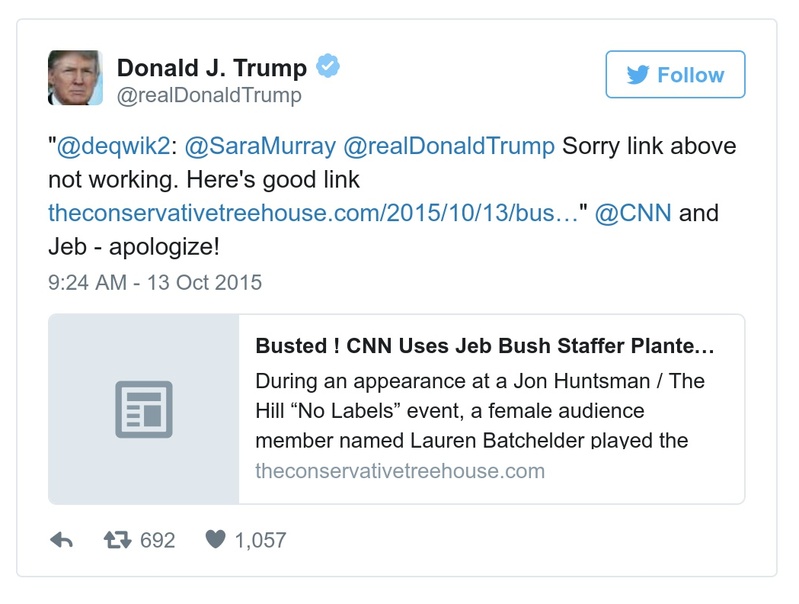 Donald J. Trump
@realDonaldTrump
Follow
"@deqwik2: @SaraMurray @realDonaldTrump Sorry link above
not working. Here's good link
theconservativetreehouse.com/2015/10/13/bus…" @CNN and
Jeb - apologize!
9:24 AM - 13 Oct 2015
Busted ! CNN Uses Jeb Bush Staffer Plante…
During an appearance at a Jon Huntsman / The
Hill “No Labels” event, a female audience
member named Lauren Batchelder played the
theconservativetreehouse.com
692
1,057